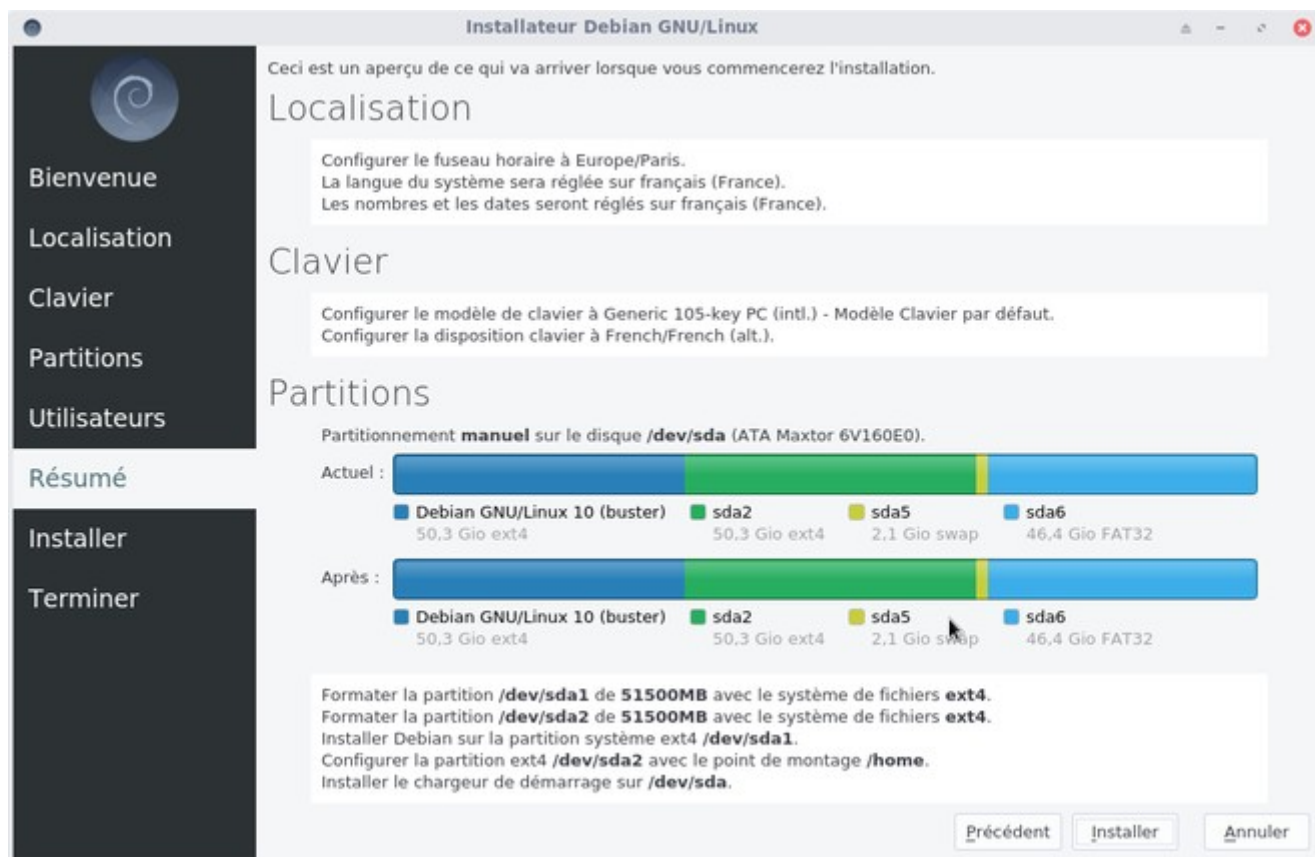 Installateur Debian GNU/Linux
Bienvenue
Localisation
Clavier
Partitions
Utilisateurs
Résumé
Installer
Terminer
Ceci est un aperçu de ce qui va arriver lorsque vous commencerez l'installation.
Localisation
Configurer le fuseau horaire à Europe/Paris.
La langue du système sera réglée sur français (France).
Les nombres et les dates seront réglés sur français (France).
Clavier
Configurer le modèle de clavier à Generic 105-key PC (intl.) - Modèle Clavier par défaut.
Configurer la disposition clavier à French/French (alt.).
Partitions
Partitionnement manuel sur le disque /dev/sda (ATA Maxtor 6V160E0).
Actuel :
Debian GNU/Linux 10 (buster) sda2 sda5 sda6
50,3 Gio ext4 50,3 Gio ext4 2,1 Gio swap 46,4 Gio FAT32
Après :
Debian GNU/Linux 10 (buster) sda2 sda5 sda6
50,3 Gio ext4 50,3 Gio ext4 2,1 Gio swap 46,4 Gio FAT32
Formater la partition /dev/sda1 de 51500MB avec le système de fichiers ext4.
Formater la partition /dev/sda2 de 51500MB avec le système de fichiers ext4.
Installer Debian sur la partition système ext4 /dev/sda1.
Configurer la partition ext4 /dev/sda2 avec le point de montage /home.
Installer le chargeur de démarrage sur /dev/sda.
Précédent Installer Annuler